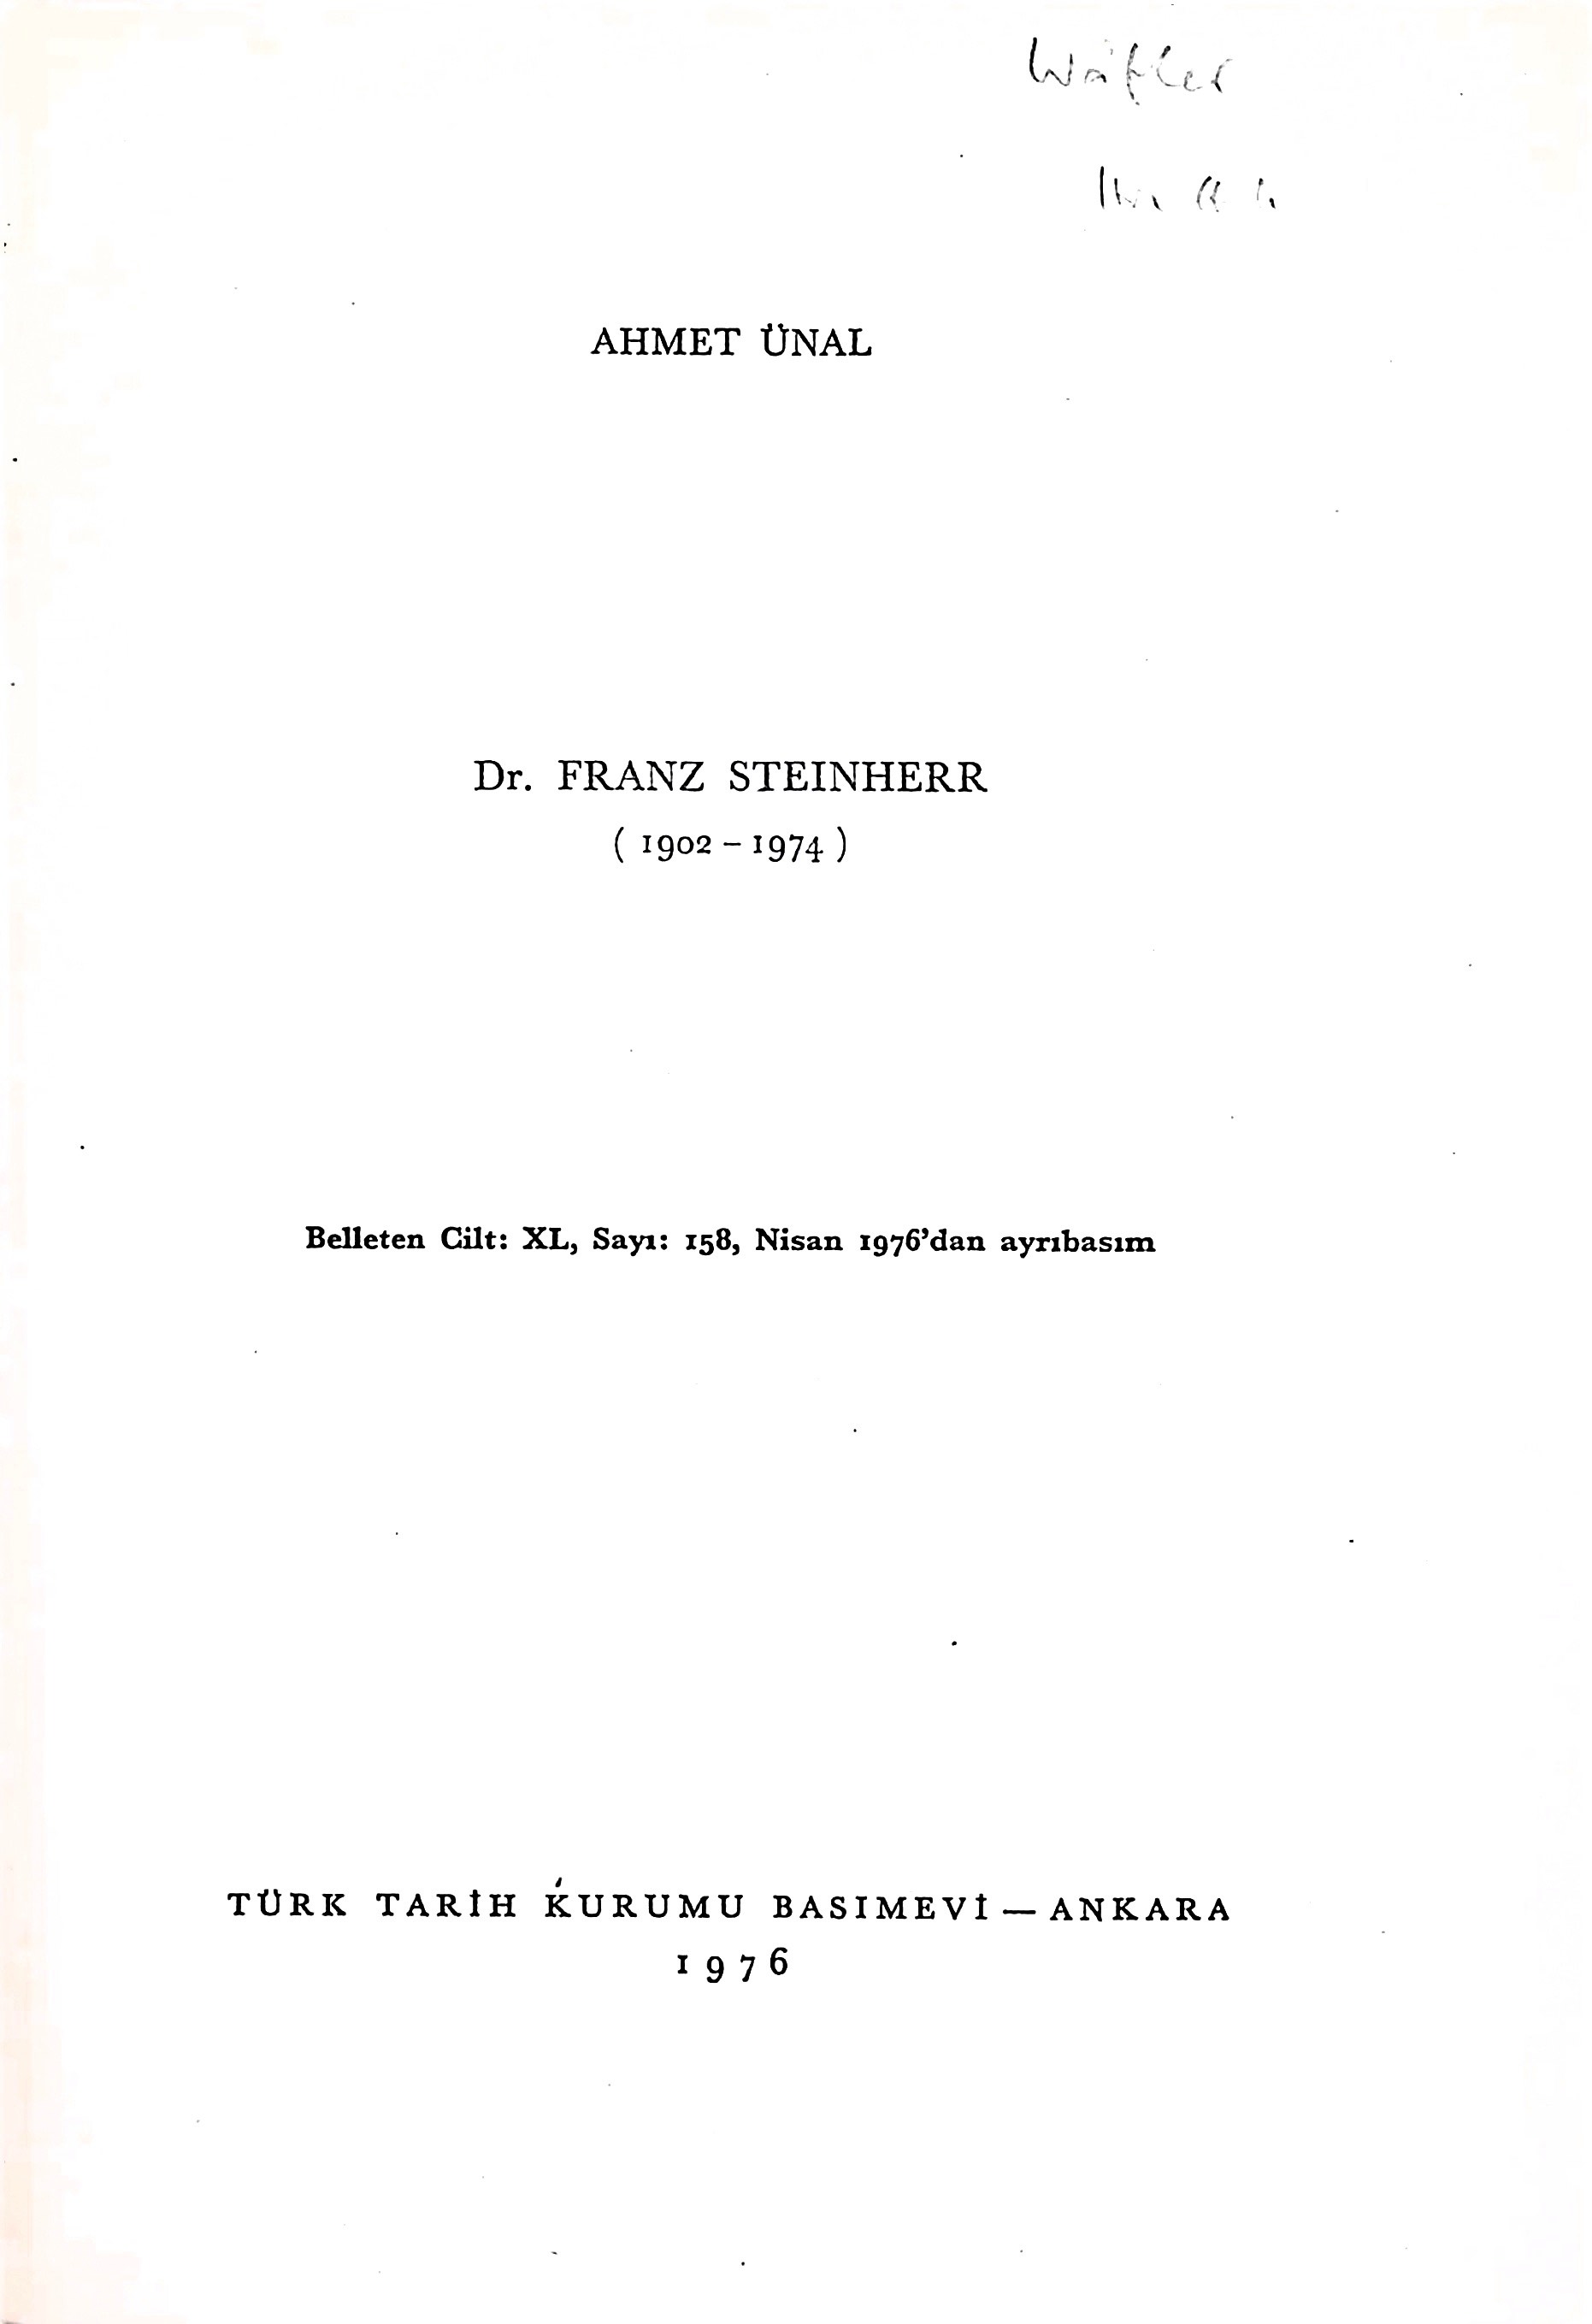 Wäfler
AHMET ÜNAL
Dr. FRANZ STEINHERR
( 1902 – 1974 )
Belleten Cilt: XL, Sayı: 158, Nisan 1976’dan ayrıbasım
TÜRK TARİH KURUMU BASIMEVİ — ANKARA
1976